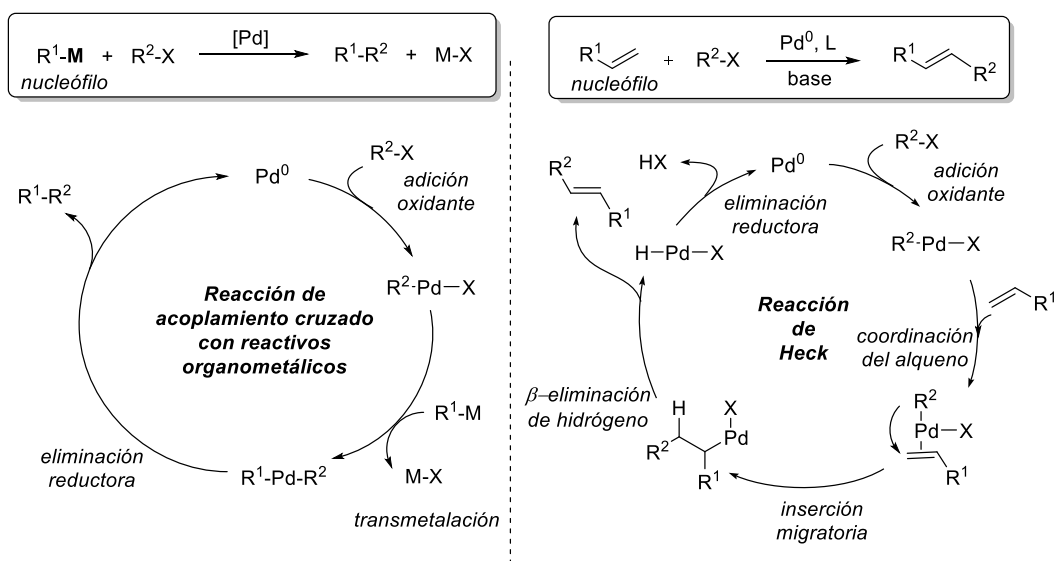 R¹-M + R²-X [Pd] R¹-R² + M-X
nucleófilo
Pd⁰
R²-X
adición
oxidante
R¹-R²
R²-Pd-X
Reacción de
acoplamiento cruzado
con reactivos
organometálicos
R¹-M
M-X
transmetalación
R¹-Pd-R²
eliminación
reductora
R¹ + R²-X Pd⁰, L R¹ R²
nucleófilo base
Pd⁰
R²-X
adición
oxidante
HX
R²
R¹
eliminación
reductora
H-Pd-X
R²-Pd-X
Reacción
de
Heck
R¹
coordinación
del alqueno
β-eliminación
de hidrógeno
R²
Pd-X
R¹
H X
Pd
R²
R¹
inserción
migratoria